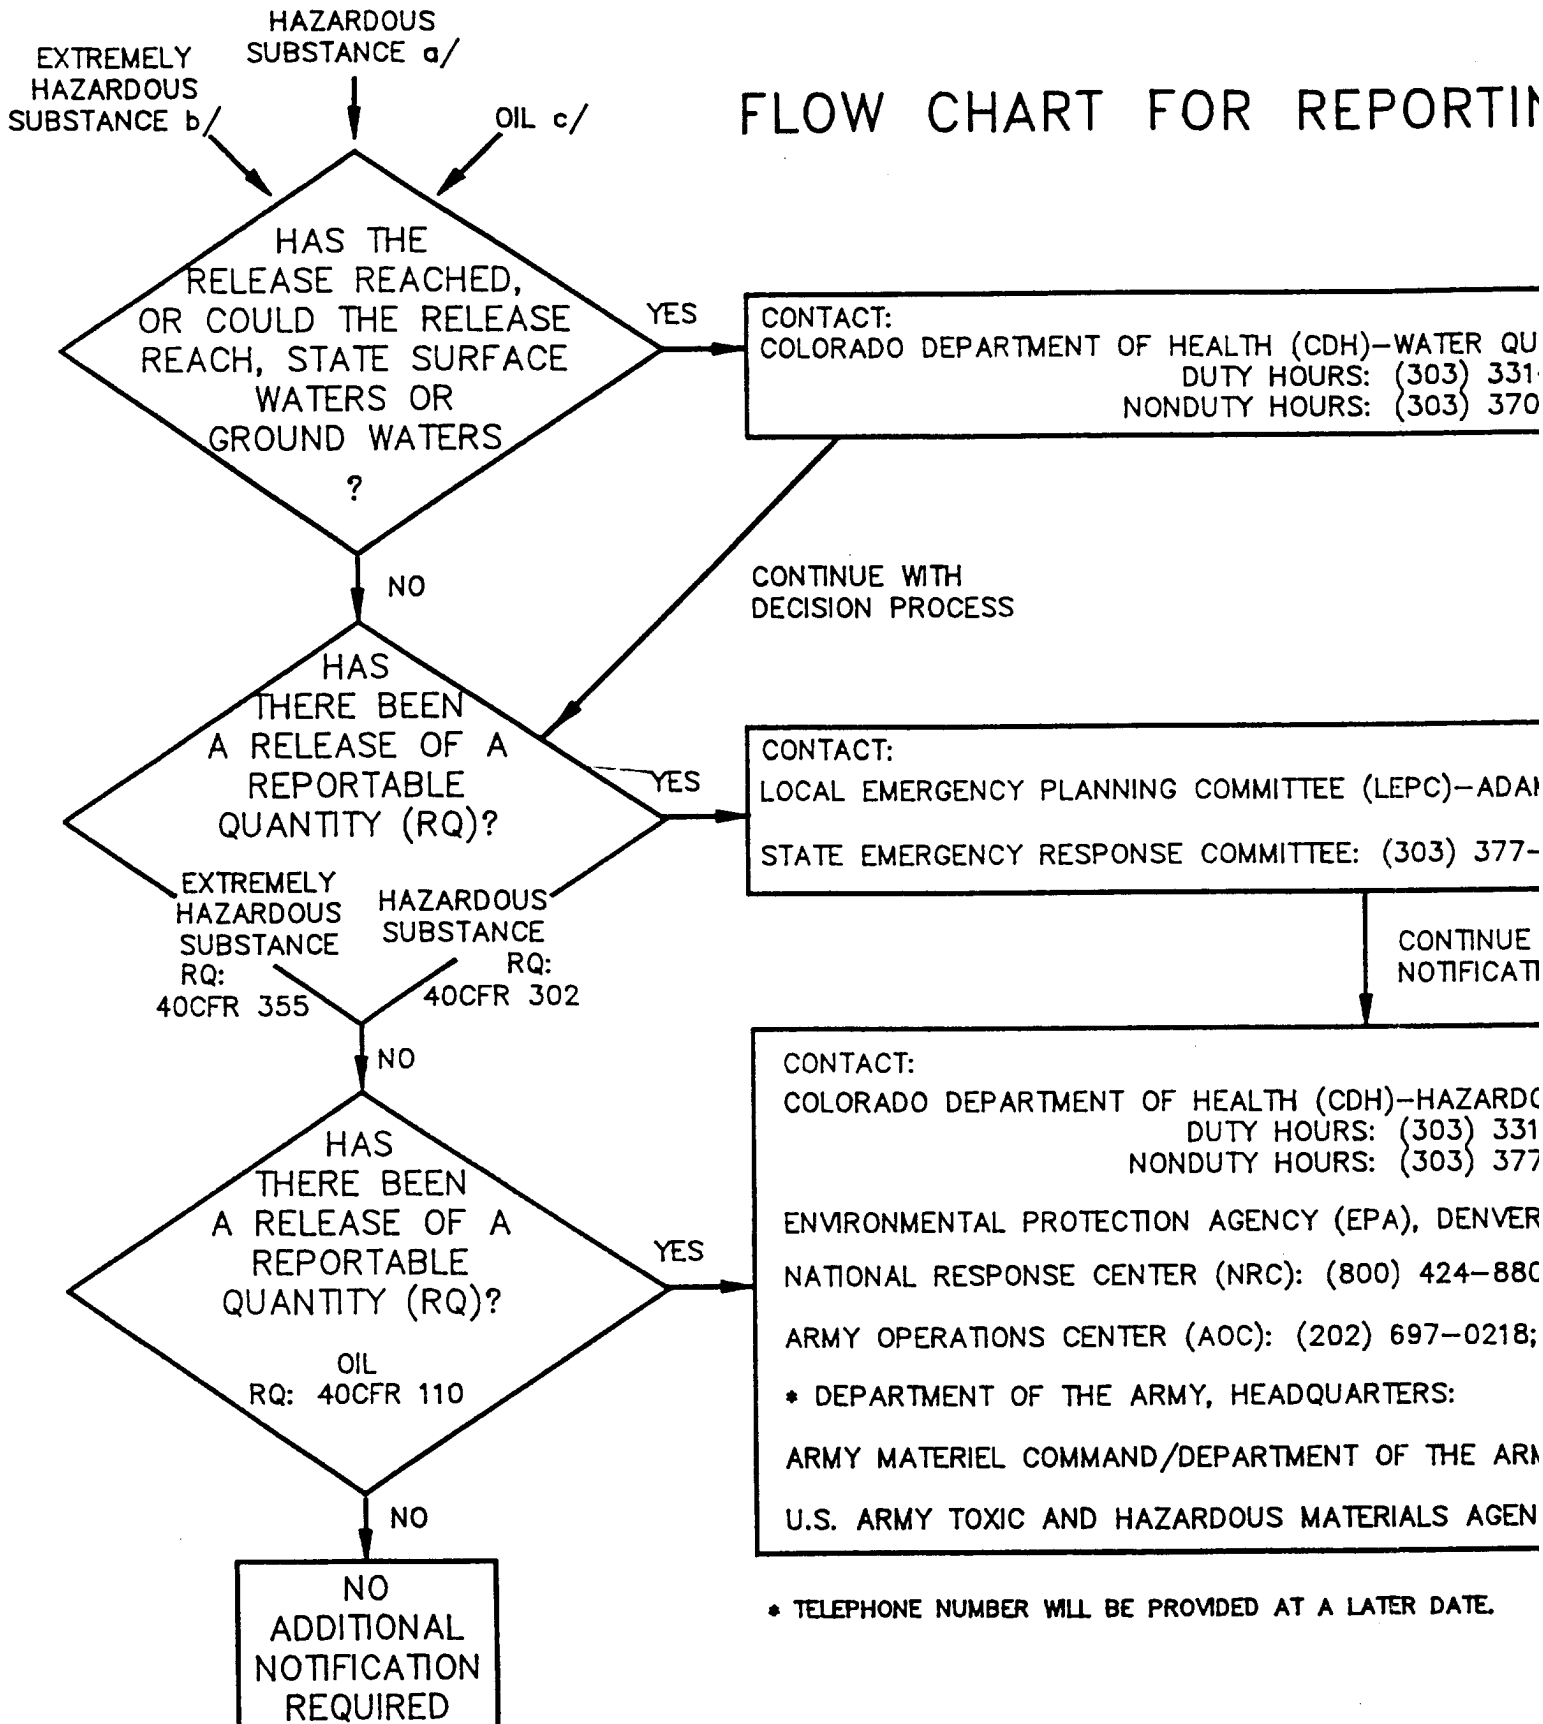 HAZARDOUS
SUBSTANCE a/
EXTREMELY
HAZARDOUS
SUBSTANCE b/
OIL c/
FLOW CHART FOR
HAS THE
RELEASE REACHED,
OR COULD THE RELEASE
REACH, STATE SURFACE
WATERS OR
GROUND WATERS
?
YES
CONTACT:
COLORADO DEPARTMENT OF HEALTH (CDH)-WATER
DUTY HOURS: (303) 331-
NONDUTY HOURS: (303) 370
NO
CONTINUE WITH
DECISION PROCESS
HAS
THERE BEEN
A RELEASE OF A
REPORTABLE
QUANTITY (RQ)?
YES
CONTACT:
LOCAL EMERGENCY PLANNING COMMITTEE (LEPC)-
STATE EMERGENCY RESPONSE COMMITTEE: (303) 377-
EXTREMELY
HAZARDOUS
SUBSTANCE
RQ:
40CFR 355
HAZARDOUS
SUBSTANCE
RQ:
40CFR 302
CONTINUE
NO
CONTACT:
COLORADO DEPARTMENT OF HEALTH (CDH)-
DUTY HOURS: (303) 331
NONDUTY HOURS: (303) 377
HAS
THERE BEEN
A RELEASE OF A
REPORTABLE
QUANTITY (RQ)?
OIL
RQ: 40CFR 110
YES
ENVIRONMENTAL PROTECTION AGENCY (EPA), DENVER
NATIONAL RESPONSE CENTER (NRC): (800) 424-880
ARMY OPERATIONS CENTER (AOC): (202) 697-0218;
* DEPARTMENT OF THE ARMY, HEADQUARTERS:
ARMY MATERIEL COMMAND/DEPARTMENT OF THE
U.S. ARMY TOXIC AND HAZARDOUS MATERIALS
NO
NO
ADDITIONAL
NOTIFICATION
REQUIRED
* TELEPHONE NUMBER WILL BE PROVIDED AT A LATER DATE.